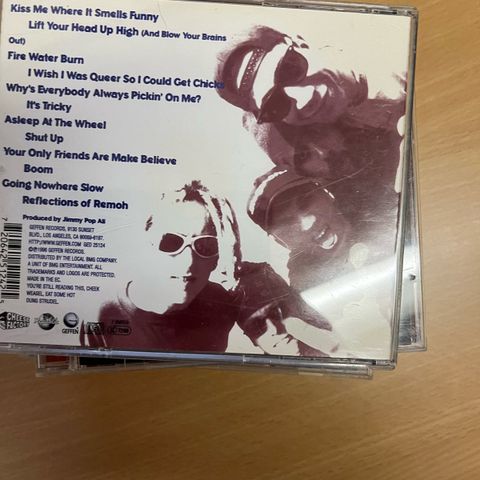 Kiss Me Where It Smells Funny
Lift Your Head Up High (And Blow Your Brains
Out)
Fire Water Burn
I Wish I Was Queer So I Could Get Chicks
Why's Everybody Always Pickin' On Me?
It's Tricky
Asleep At The Wheel
Shut Up
Your Only Friends Are Make Believe
Boom
Going Nowhere Slow
Reflections of Remoh
Produced by Jimmy Pop Ali
GEFFEN RECORDS, 9130 SUNSET
BLVD., LOS ANGELES, CA 90069-6197.
HTTP://WWW.GEFFEN.COM GED 25124
℗©1996 GEFFEN RECORDS.
DISTRIBUTED BY THE LOCAL BMG COMPANY.
A UNIT OF BMG ENTERTAINMENT. ALL
TRADEMARKS AND LOGOS ARE PROTECTED.
MADE IN THE EC.
YOU'RE STILL READING THIS, CHEEK
WEASEL, EAT SOME HOT
DUNG STRUDEL.
CHEESE
FACTORY
GEFFEN